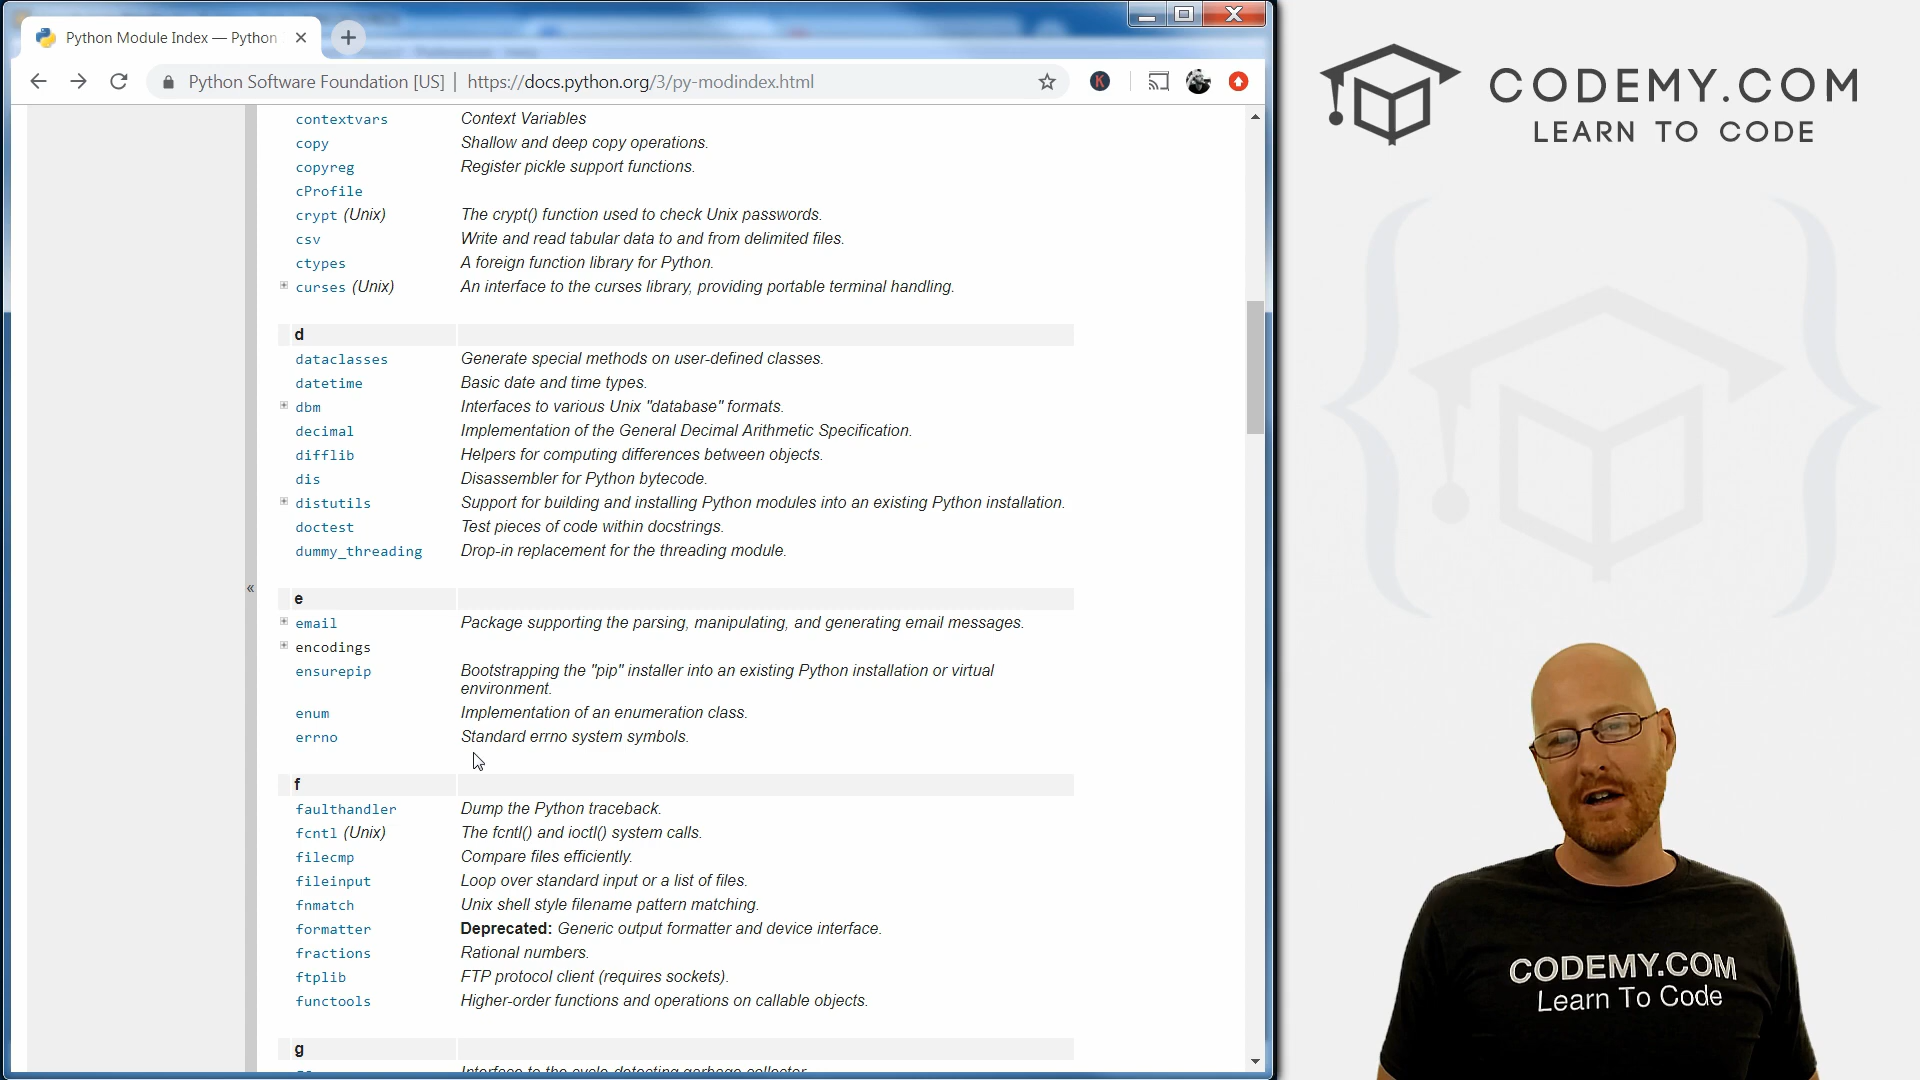 Python Module Index — Python
Python Software Foundation [US] | https://docs.python.org/3/py-modindex.html
K
contextvars Context Variables
copy Shallow and deep copy operations.
copyreg Register pickle support functions.
cProfile
crypt (Unix) The crypt() function used to check Unix passwords.
csv Write and read tabular data to and from delimited files.
ctypes A foreign function library for Python.
curses (Unix) An interface to the curses library, providing portable terminal handling.
d
dataclasses Generate special methods on user-defined classes.
datetime Basic date and time types.
dbm Interfaces to various Unix "database" formats.
decimal Implementation of the General Decimal Arithmetic Specification.
difflib Helpers for computing differences between objects.
dis Disassembler for Python bytecode.
distutils Support for building and installing Python modules into an existing Python installation.
doctest Test pieces of code within docstrings.
dummy_threading Drop-in replacement for the threading module.
«
e
email Package supporting the parsing, manipulating, and generating email messages.
encodings
ensurepip Bootstrapping the "pip" installer into an existing Python installation or virtual
environment.
enum Implementation of an enumeration class.
errno Standard errno system symbols.
f
faulthandler Dump the Python traceback.
fcntl (Unix) The fcntl() and ioctl() system calls.
filecmp Compare files efficiently.
fileinput Loop over standard input or a list of files.
fnmatch Unix shell style filename pattern matching.
formatter Deprecated: Generic output formatter and device interface.
fractions Rational numbers.
ftplib FTP protocol client (requires sockets).
functools Higher-order functions and operations on callable objects.
g
Interface to the cycle-detecting garbage collector.
CODEMY.COM
LEARN TO CODE
CODEMY.COM
Learn To Code